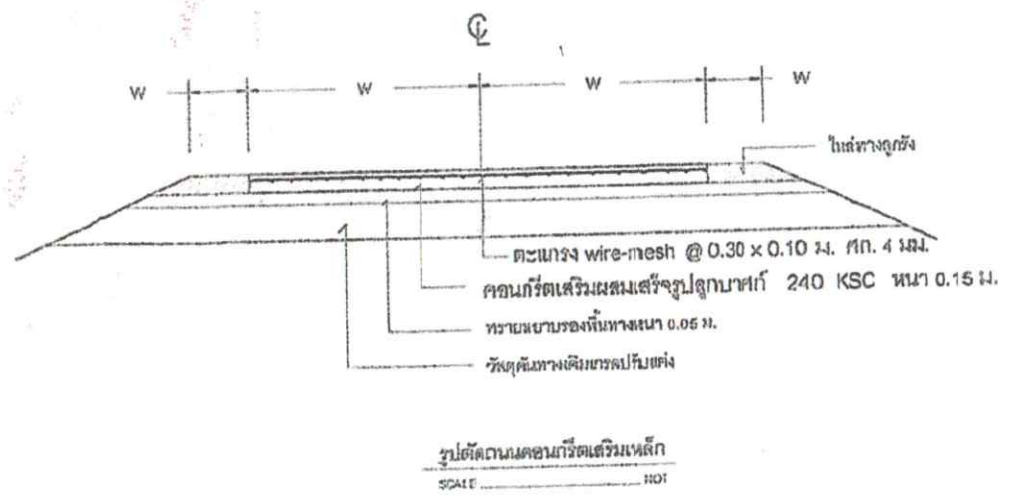 ℄
W W W W
ไหล่ทางลูกรัง
ตะแกรง wire-mesh @ 0.30 x 0.10 ม. ศก. 4 มม.
คอนกรีตเสริมผสมเสร็จรูปลูกบาศก์ 240 KSC หนา 0.15 ม.
ทรายหยาบรองพื้นทางหนา 0.05 ม.
วัสดุคันทางเดิมเกรดปรับแต่ง
รูปตัดถนนคอนกรีตเสริมเหล็ก
SCALE NOT